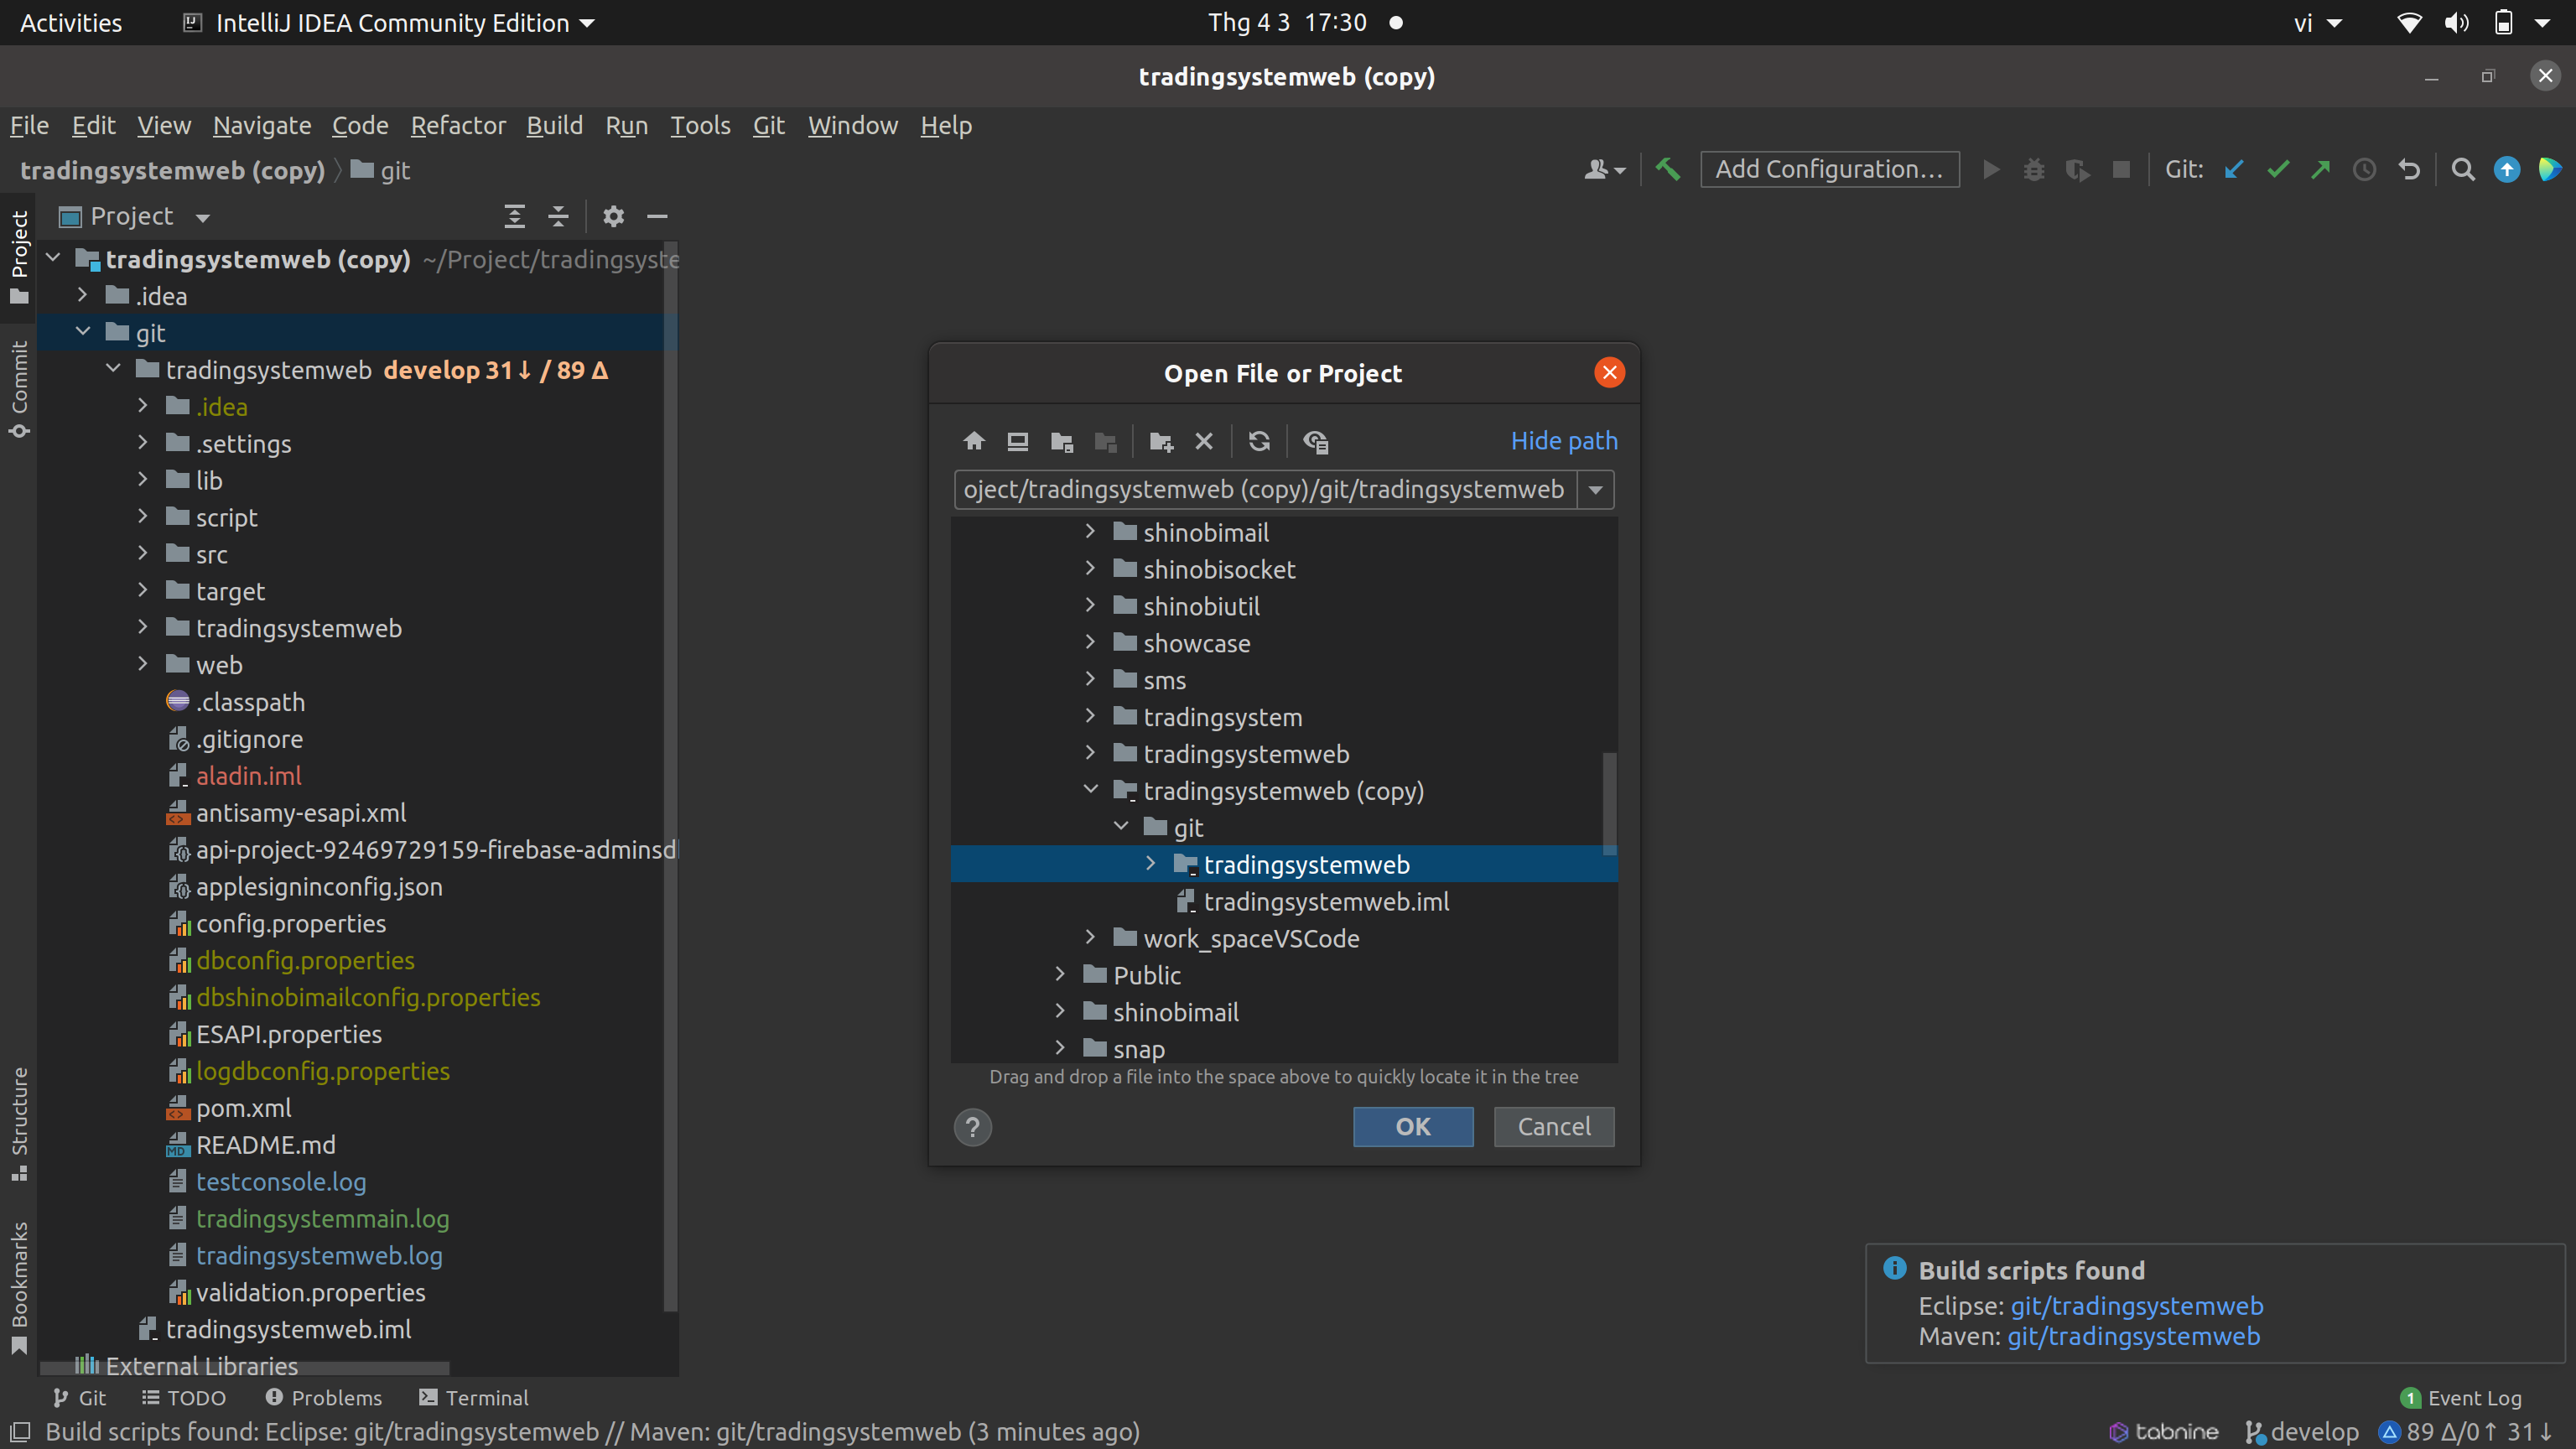 Activities
IntelliJ IDEA Community Edition
Thg 4 3 17:30
vi
tradingsystemweb (copy)
File Edit View Navigate Code Refactor Build Run Tools Git Window Help
tradingsystemweb (copy) git
Add Configuration...
Git:
Project
Project
Commit
Structure
Bookmarks
tradingsystemweb (copy) ~/Project/tradingsyste
.idea
git
tradingsystemweb develop 31↓ / 89 Δ
.idea
.settings
lib
script
src
target
tradingsystemweb
web
.classpath
.gitignore
aladin.iml
antisamy-esapi.xml
api-project-92469729159-firebase-adminsd
applesigninconfig.json
config.properties
dbconfig.properties
dbshinobimailconfig.properties
ESAPI.properties
logdbconfig.properties
pom.xml
README.md
testconsole.log
tradingsystemmain.log
tradingsystemweb.log
validation.properties
tradingsystemweb.iml
External Libraries
Open File or Project
Hide path
oject/tradingsystemweb (copy)/git/tradingsystemweb
shinobimail
shinobisocket
shinobiutil
showcase
sms
tradingsystem
tradingsystemweb
tradingsystemweb (copy)
git
tradingsystemweb
tradingsystemweb.iml
work_spaceVSCode
Public
shinobimail
snap
Drag and drop a file into the space above to quickly locate it in the tree
?
OK
Cancel
Build scripts found
Eclipse: git/tradingsystemweb
Maven: git/tradingsystemweb
Git TODO Problems Terminal
1 Event Log
Build scripts found: Eclipse: git/tradingsystemweb // Maven: git/tradingsystemweb (3 minutes ago)
tabnine
develop
89 Δ/0↑ 31↓